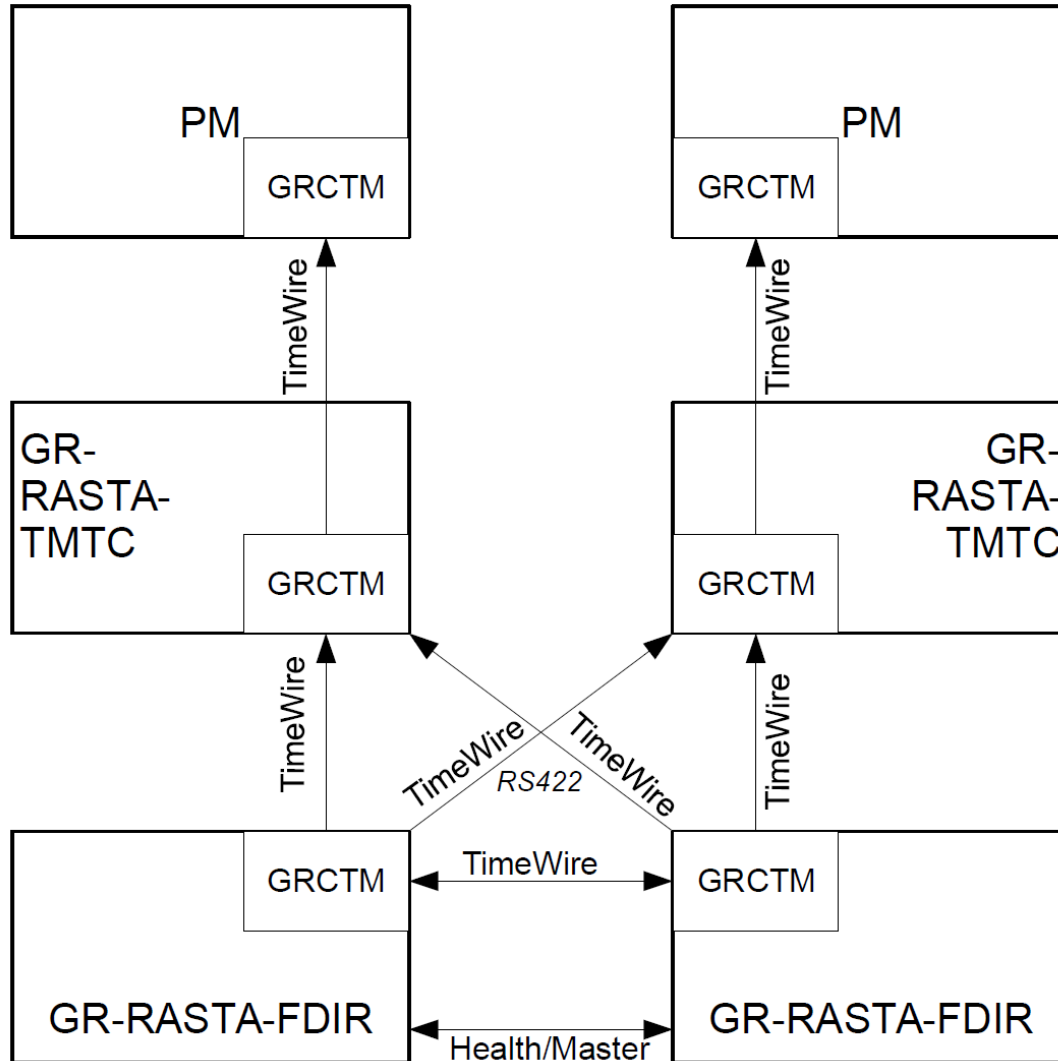 PM
PM
GRCTM
GRCTM
TimeWire
TimeWire
GR-
RASTA-
TMTC
GR-
RASTA-
TMTC
GRCTM
GRCTM
TimeWire
TimeWire
TimeWire
TimeWire
RS422
GRCTM
TimeWire
GRCTM
GR-RASTA-FDIR
Health/Master
GR-RASTA-FDIR